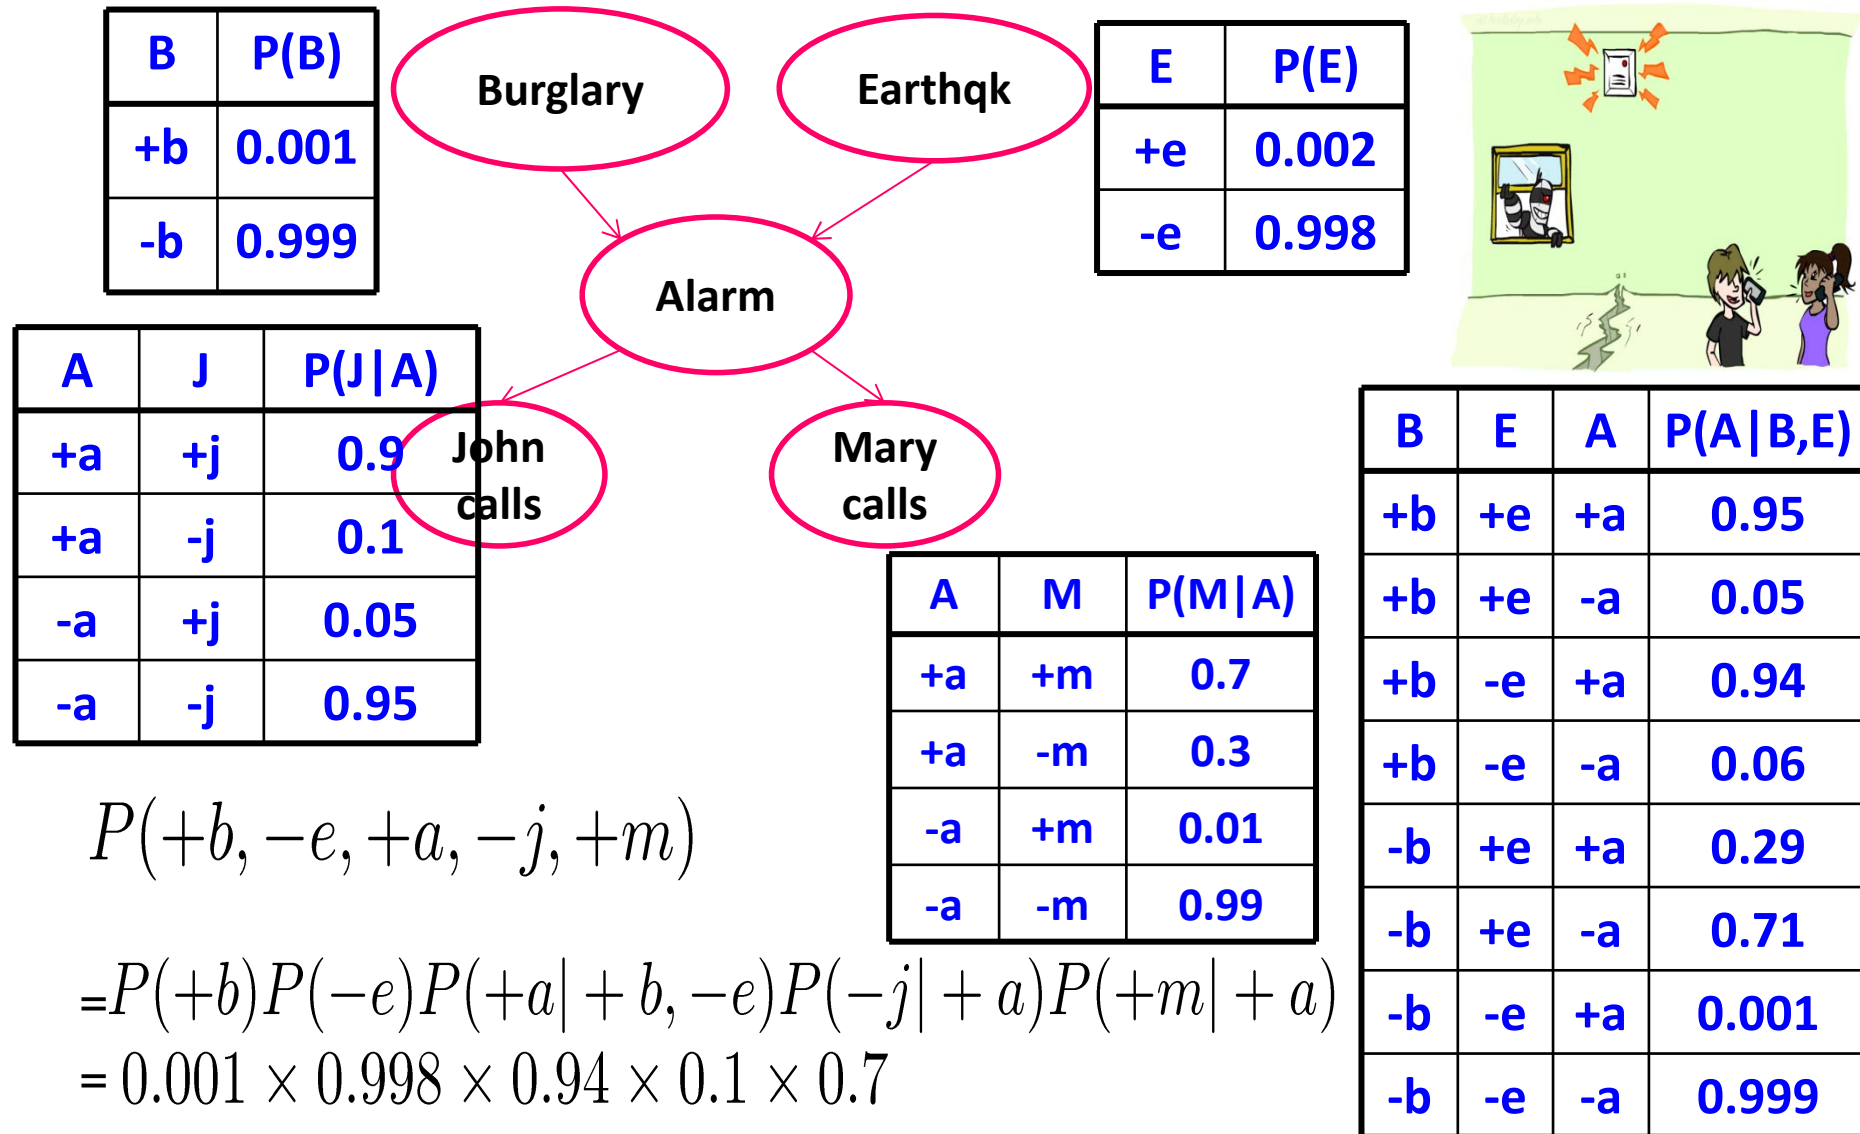 B P(B)
+b 0.001
-b 0.999
Burglary
Earthqk
Alarm
John
calls
Mary
calls
E P(E)
+e 0.002
-e 0.998
A J P(J|A)
+a +j 0.9
+a -j 0.1
-a +j 0.05
-a -j 0.95
A M P(M|A)
+a +m 0.7
+a -m 0.3
-a +m 0.01
-a -m 0.99
B E A P(A|B,E)
+b +e +a 0.95
+b +e -a 0.05
+b -e +a 0.94
+b -e -a 0.06
-b +e +a 0.29
-b +e -a 0.71
-b -e +a 0.001
-b -e -a 0.999
P(+b, −e, +a, −j, +m)
=P(+b)P(−e)P(+a| + b, −e)P(−j| + a)P(+m| + a)
= 0.001 × 0.998 × 0.94 × 0.1 × 0.7